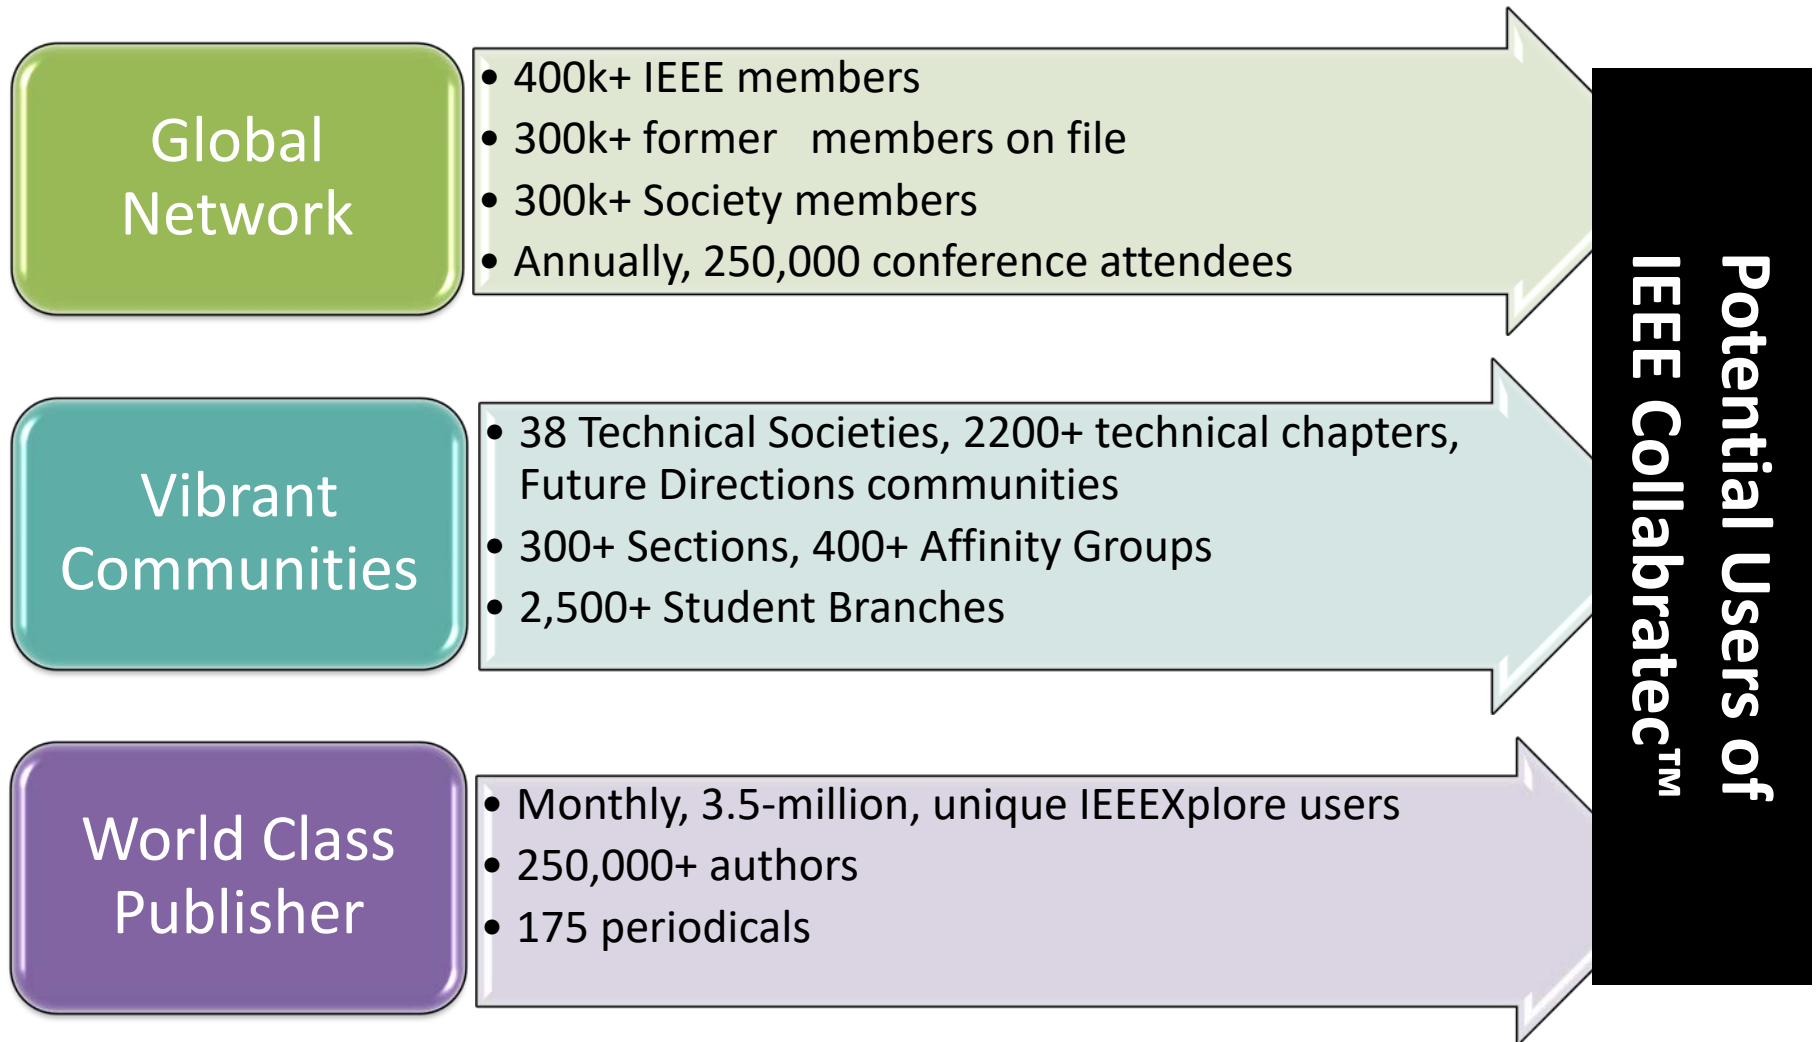 Global
Network
• 400k+ IEEE members
• 300k+ former   members on file
• 300k+ Society members
• Annually, 250,000 conference attendees
Vibrant
Communities
• 38 Technical Societies, 2200+ technical chapters,
Future Directions communities
• 300+ Sections, 400+ Affinity Groups
• 2,500+ Student Branches
World Class
Publisher
• Monthly, 3.5-million, unique IEEEXplore users
• 250,000+ authors
• 175 periodicals
Potential Users of
IEEE Collabratec™